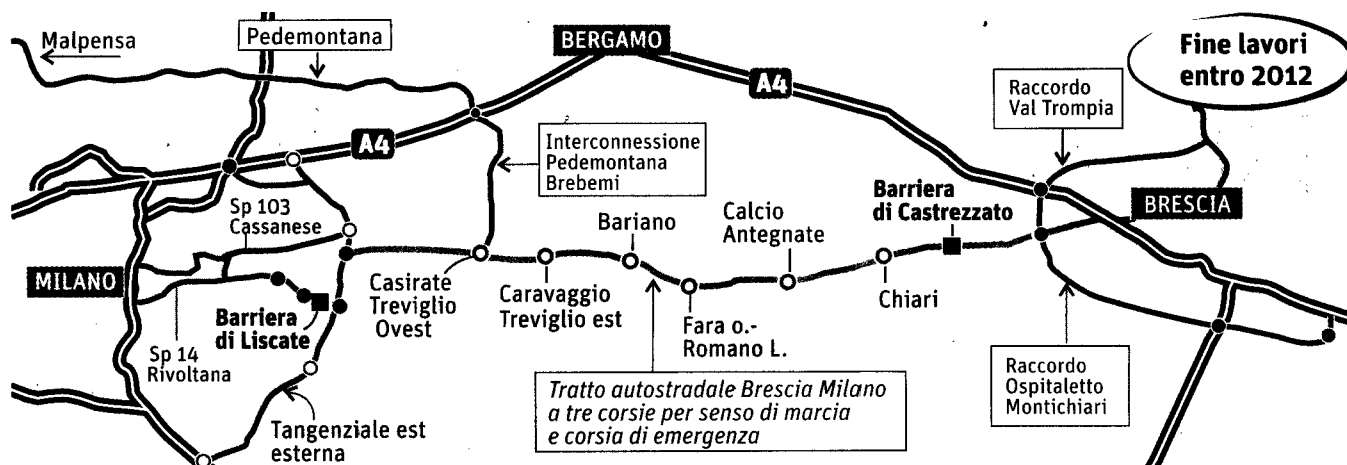 Malpensa
Pedemontana
BERGAMO
A4
A4
Fine lavori
entro 2012
Raccordo
Val Trompia
Interconnessione
Pedemontana
Brebemi
Sp 103
Cassanese
Bariano
Calcio
Antegnate
Barriera
di Castrezzato
BRESCIA
MILANO
Casirate
Treviglio
Ovest
Caravaggio
Treviglio est
Chiari
Barriera
di Liscate
Fara o.-
Romano L.
Sp 14
Rivoltana
Raccordo
Ospitaletto
Montichiari
Tratto autostradale Brescia Milano
a tre corsie per senso di marcia
e corsia di emergenza
Tangenziale est
esterna